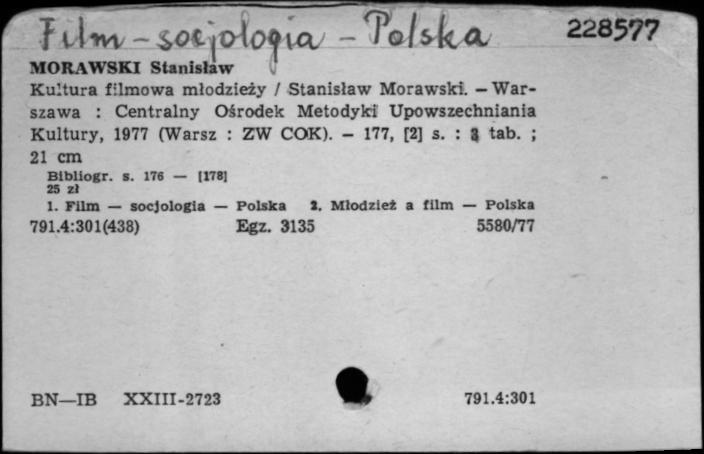 Film - socjologia - Polska 228577
MORAWSKI Stanisław
Kultura filmowa młodzieży / Stanisław Morawski. — War-
szawa : Centralny Ośrodek Metodyki Upowszechniania
Kultury, 1977 (Warsz : ZW COK). — 177, [2] s. : 3 tab. ;
21 cm
Bibliogr. s. 176 — [178]
25 zł
1. Film — socjologia — Polska 2. Młodzież a film — Polska
791.4:301(438) Egz. 3135 5580/77
BN—IB XXIII-2723 791.4:301